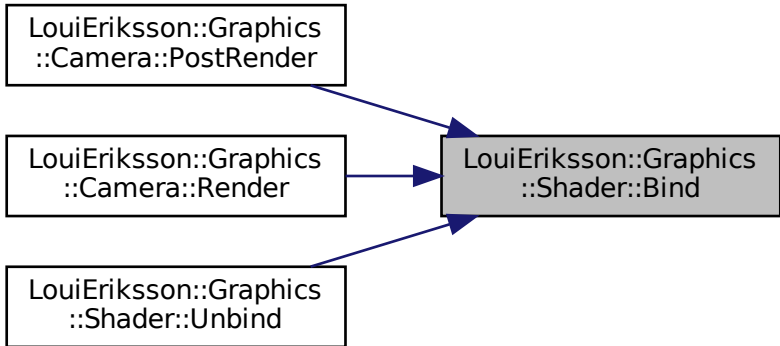 LouiEriksson::Graphics
::Camera::PostRender
LouiEriksson::Graphics
::Camera::Render
LouiEriksson::Graphics
::Shader::Bind
LouiEriksson::Graphics
::Shader::Unbind